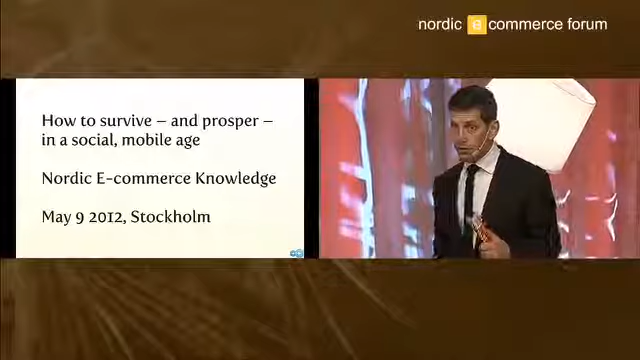 nordic e commerce forum
How to survive – and prosper –
in a social, mobile age
Nordic E-commerce Knowledge
May 9 2012, Stockholm